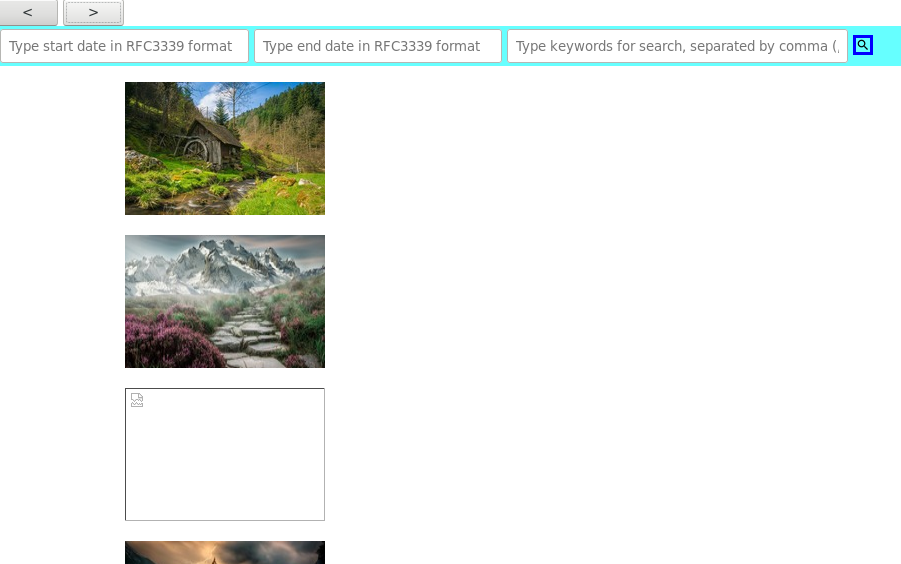 < >
Type start date in RFC3339 format Type end date in RFC3339 format Type keywords for search, separated by comma (,